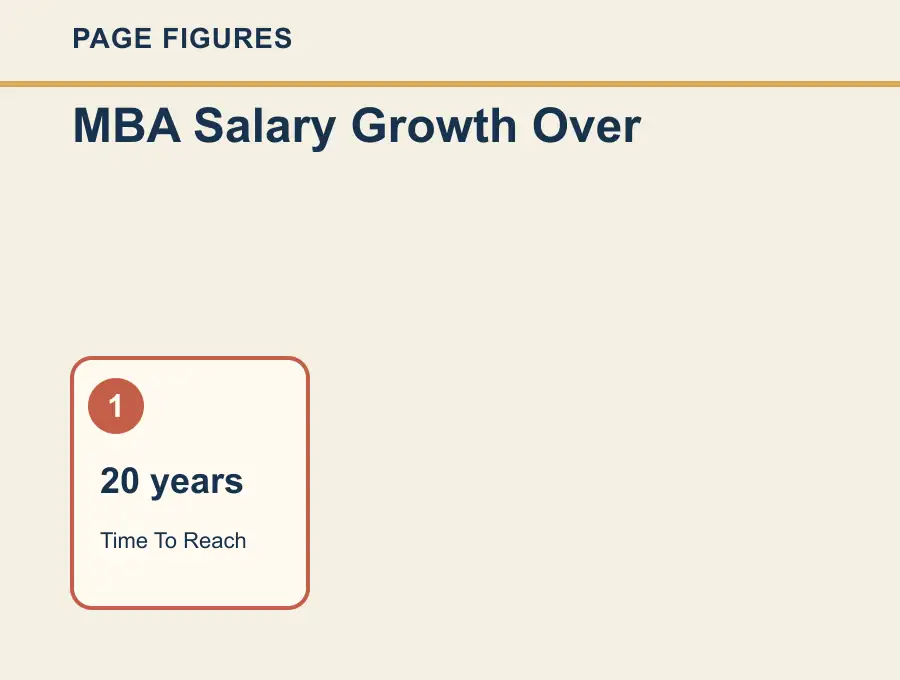 PAGE FIGURES
MBA Salary Growth Over
1
20 years
Time To Reach